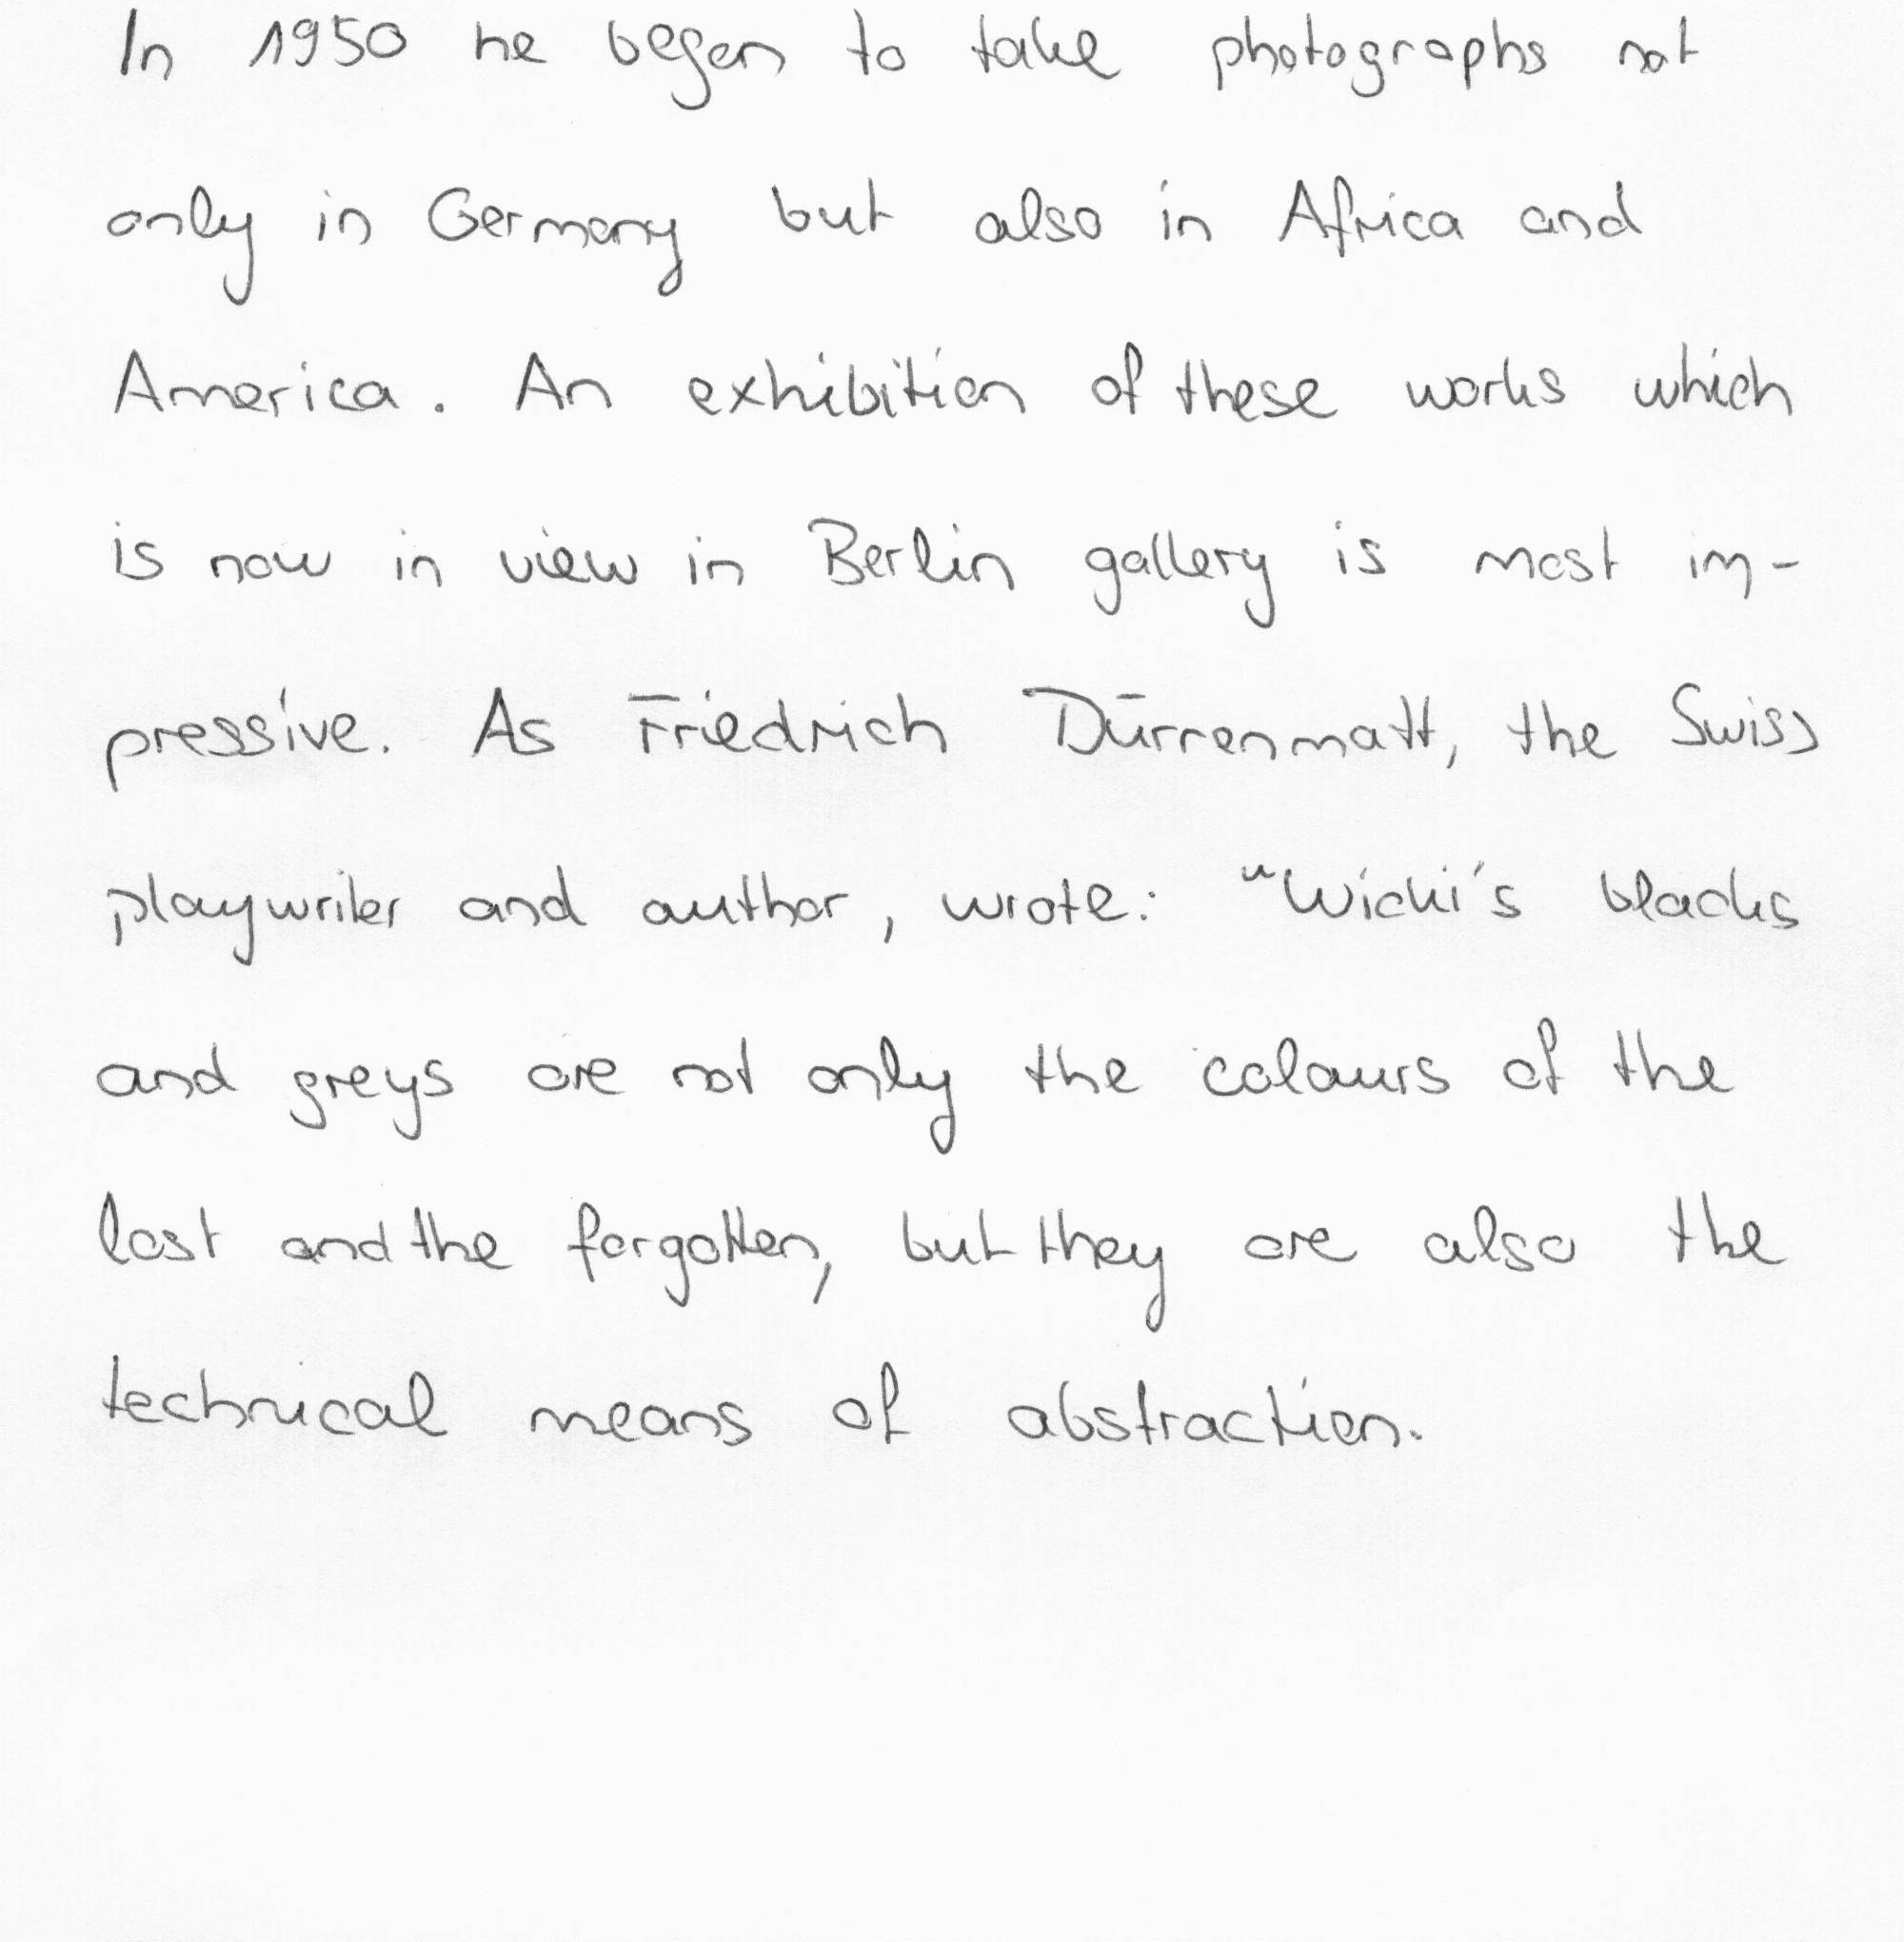 In 1950 he began to take photographs not
only in Germany but also in Africa and
America. An exhibition of these works which
is now in view in Berlin gallery is most im-
pressive. As Friedrich Dürrenmatt, the Swiss
playwriter and author, wrote: "Wicki's blacks
and greys are not only the colours of the
lost and the forgotten, but they are also the
technical means of abstraction.